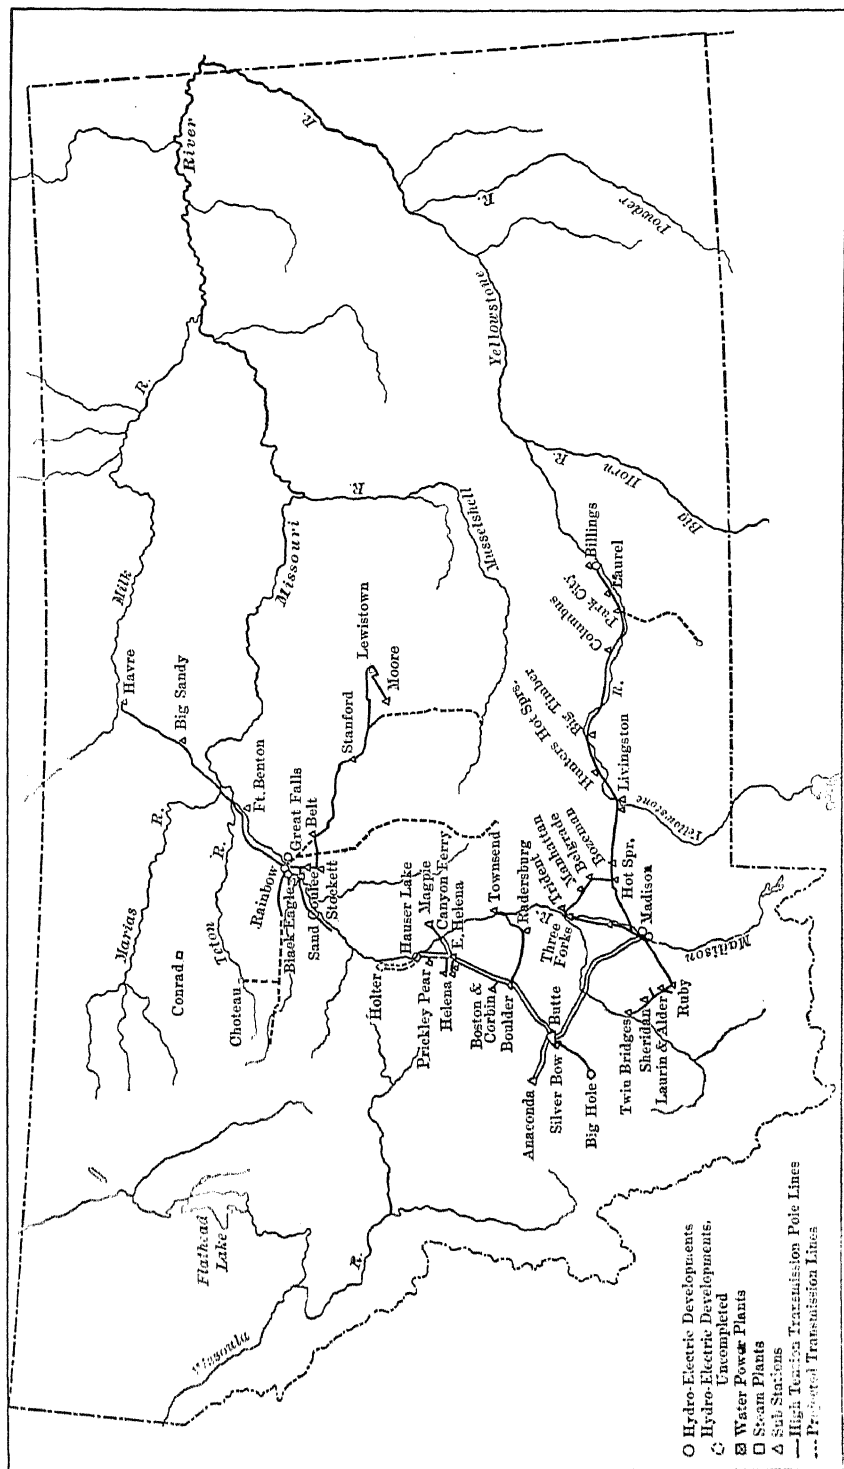 River
R.
Milk
R.
Havre
Big Sandy
Marias
R.
Conrad
Teton
R.
Choteau
Ft. Benton
Missouri
R.
Musselshell
Great Falls
Rainbow
Black Eagle
Belt
Sand Coulee
Stockett
Stanford
Lewistown
Moore
Yellowstone
R.
R.
Powder
R.
Big
Horn
R.
Billings
Laurel
Park City
Columbus
R.
Big Timber
Hunters Hot Sprs.
Livingston
Yellowstone
Holter
Hauser Lake
Magpie
Canyon Ferry
E. Helena
Prickley Pear
Helena
Townsend
Radersburg
Boston &
Corbin
Boulder
Trident
Manhattan
Belgrade
Bozeman
R.
Three
Forks
Hot Spr.
Madison
Madison
Butte
Anaconda
Silver Bow
Big Hole
Twin Bridges
Sheridan
Laurin & Alder
Ruby
Flathead
Lake
Missoula
R.
Hydro-Electric Developments
Hydro-Electric Developments.
Uncompleted
Water Power Plants
Steam Plants
Sub Stations
High Tension Transmission Pole Lines
Projected Transmission Lines